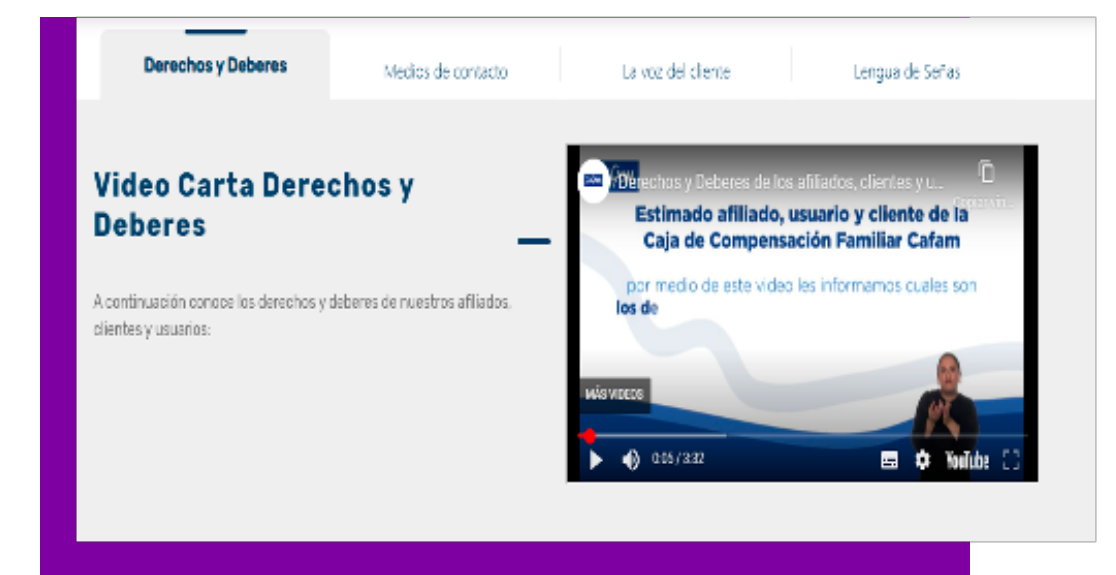 Derechos y Deberes
Medios de contacto
La voz del cliente
Lengua de Señas
Video Carta Derechos y
Deberes
A continuación conoce los derechos y deberes de nuestros afiliados,
clientes y usuarios:
Derechos y Deberes de los afiliados, clientes y u...
Copiar vín...
Estimado afiliado, usuario y cliente de la
Caja de Compensación Familiar Cafam
por medio de este video les informamos cuales son
los de
MÁS VIDEOS
0:05 / 3:32
YouTube